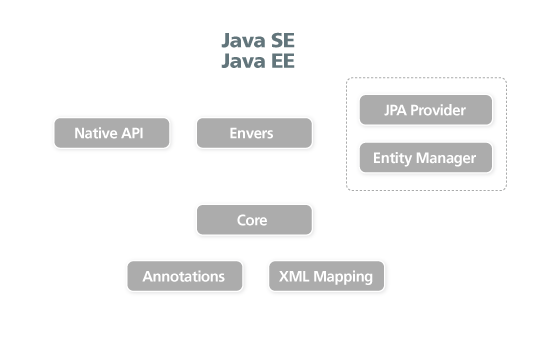 Java SE
Java EE
JPA Provider
Native API
Envers
Entity Manager
Core
Annotations
XML Mapping